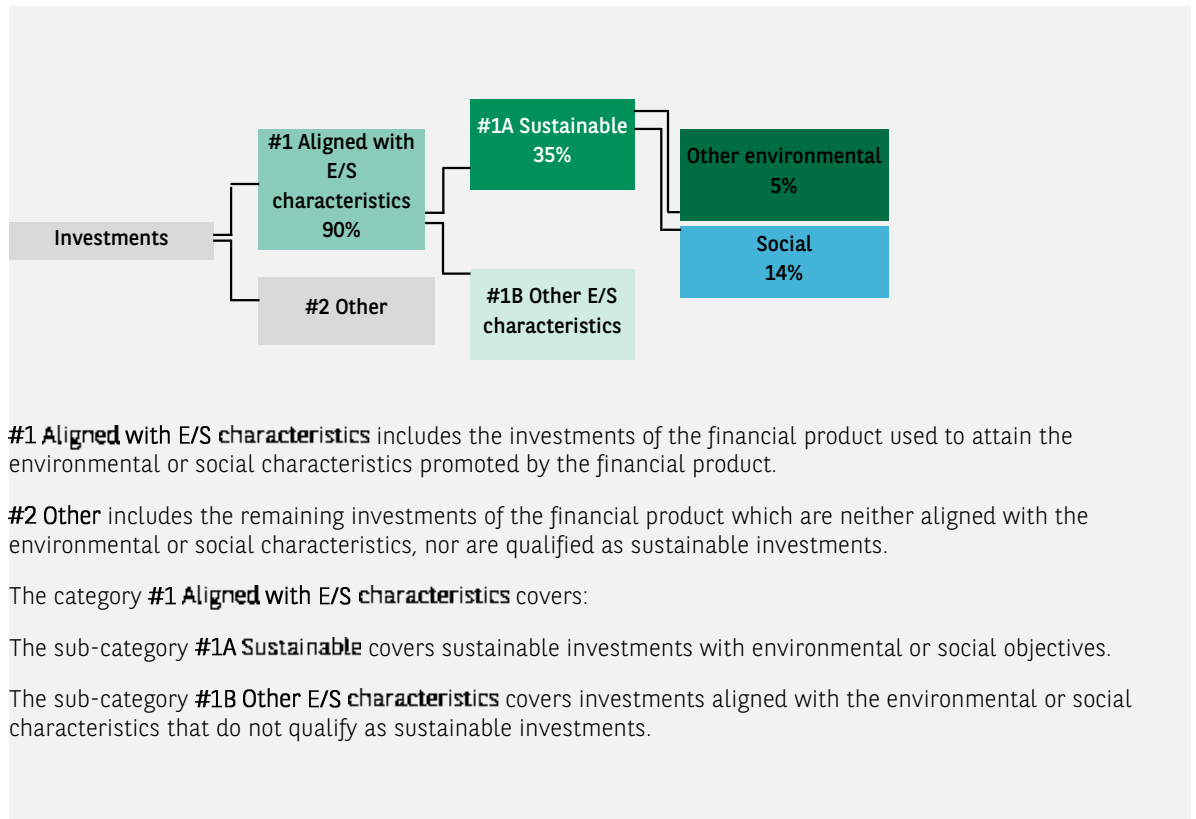 #1A Sustainable
35%
#1 Aligned with
E/S
characteristics
90%
Other environmental
5%
Investments
Social
14%
#2 Other
#1B Other E/S
characteristics
#1 Aligned with E/S characteristics includes the investments of the financial product used to attain the
environmental or social characteristics promoted by the financial product.
#2 Other includes the remaining investments of the financial product which are neither aligned with the
environmental or social characteristics, nor are qualified as sustainable investments.
The category #1 Aligned with E/S characteristics covers:
The sub-category #1A Sustainable covers sustainable investments with environmental or social objectives.
The sub-category #1B Other E/S characteristics covers investments aligned with the environmental or social
characteristics that do not qualify as sustainable investments.